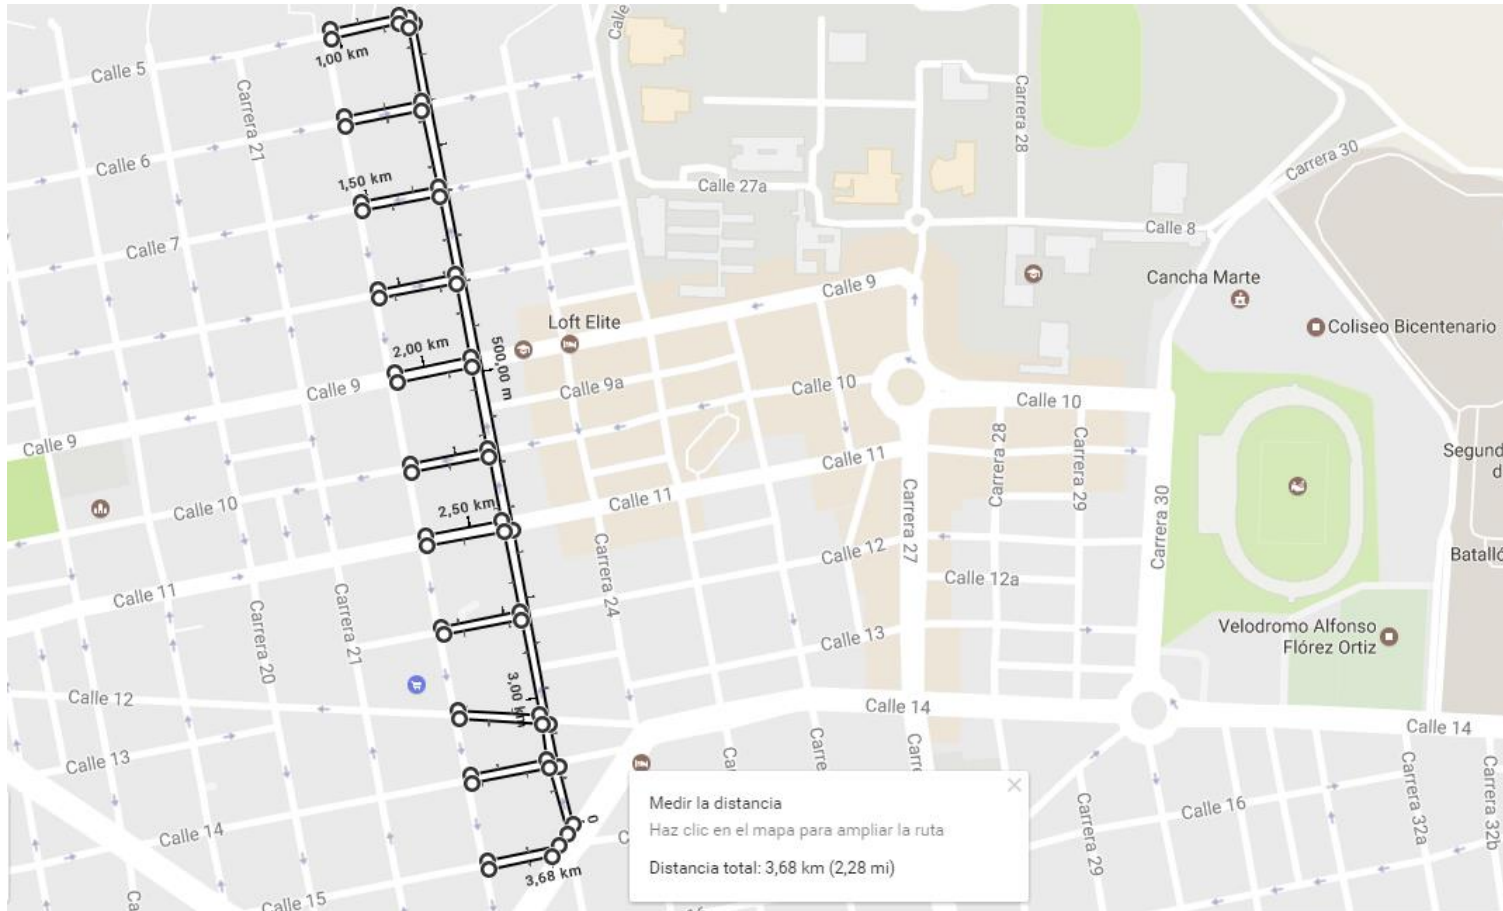 Calle
Calle 5
1,00 km
Carrera 21
Carrera 28
Calle 6
Carrera 30
1,50 km
Calle 27a
Calle 7
Calle 8
Cancha Marte
Calle 9
Loft Elite
Coliseo Bicentenario
2,00 km
500,00 m
Calle 9
Calle 9a
Calle 10
Calle 10
Calle 9
Calle 11
Carrera 28
Carrera 29
Segund
d
Calle 10
2,50 km
Calle 11
Carrera 27
Carrera 30
Calle 12
Batalló
Carrera 24
Calle 12a
Calle 11
Carrera 20
Carrera 21
Calle 13
Velodromo Alfonso
Flórez Ortiz
3,00 km
Calle 12
Calle 14
Calle 14
Calle 13
Ca
Carre
Carre
Carrera 32a
Carrera 32b
Medir la distancia
Haz clic en el mapa para ampliar la ruta
Distancia total: 3,68 km (2,28 mi)
0
Calle 16
Carrera 29
Calle 14
C
3,68 km
Ca
Calle 15